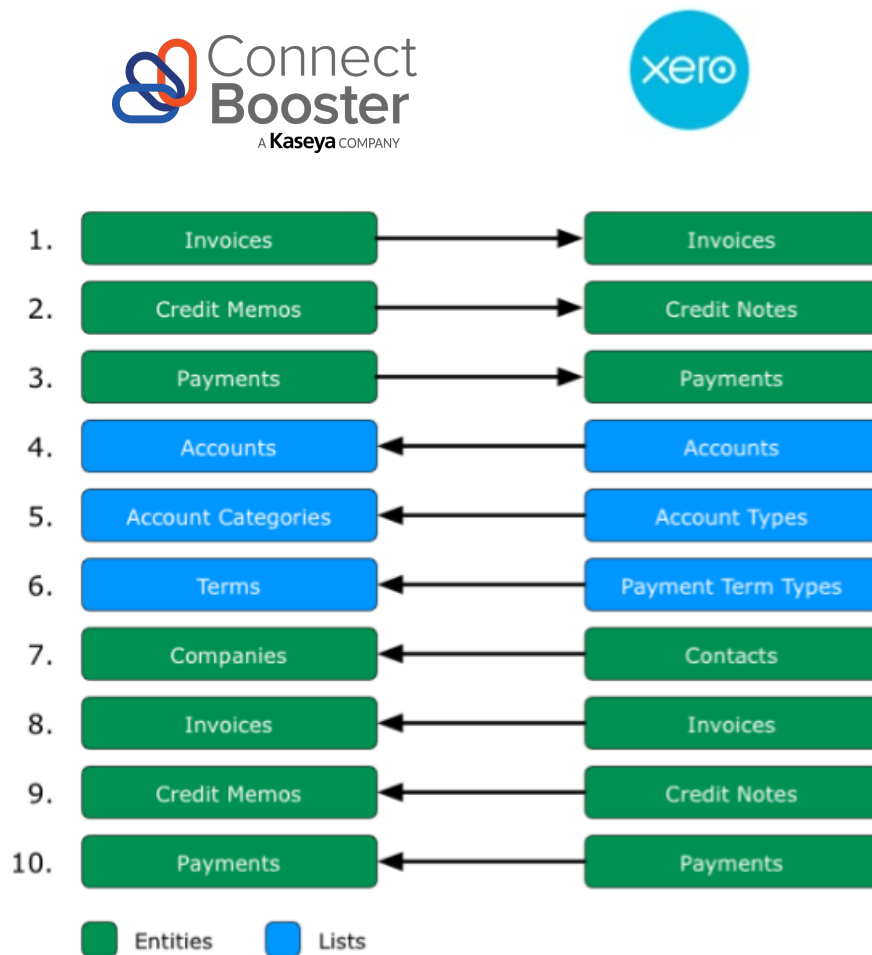 Connect
Booster
A Kaseya COMPANY
xero
1. Invoices Invoices
2. Credit Memos Credit Notes
3. Payments Payments
4. Accounts Accounts
5. Account Categories Account Types
6. Terms Payment Term Types
7. Companies Contacts
8. Invoices Invoices
9. Credit Memos Credit Notes
10. Payments Payments
Entities Lists